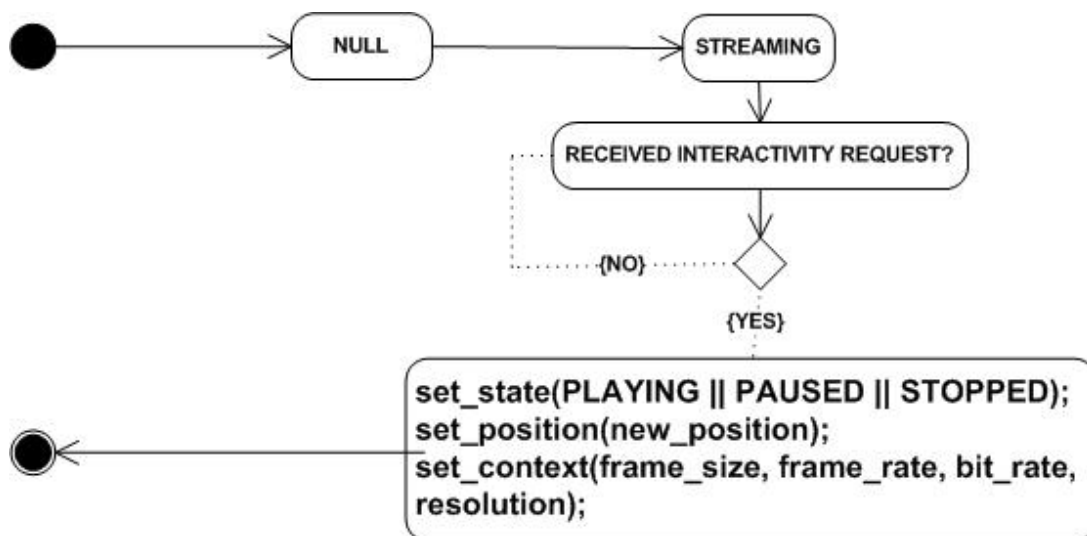 NULL
STREAMING
RECEIVED INTERACTIVITY REQUEST?
{NO}
{YES}
set_state(PLAYING || PAUSED || STOPPED);
set_position(new_position);
set_context(frame_size, frame_rate, bit_rate,
resolution);